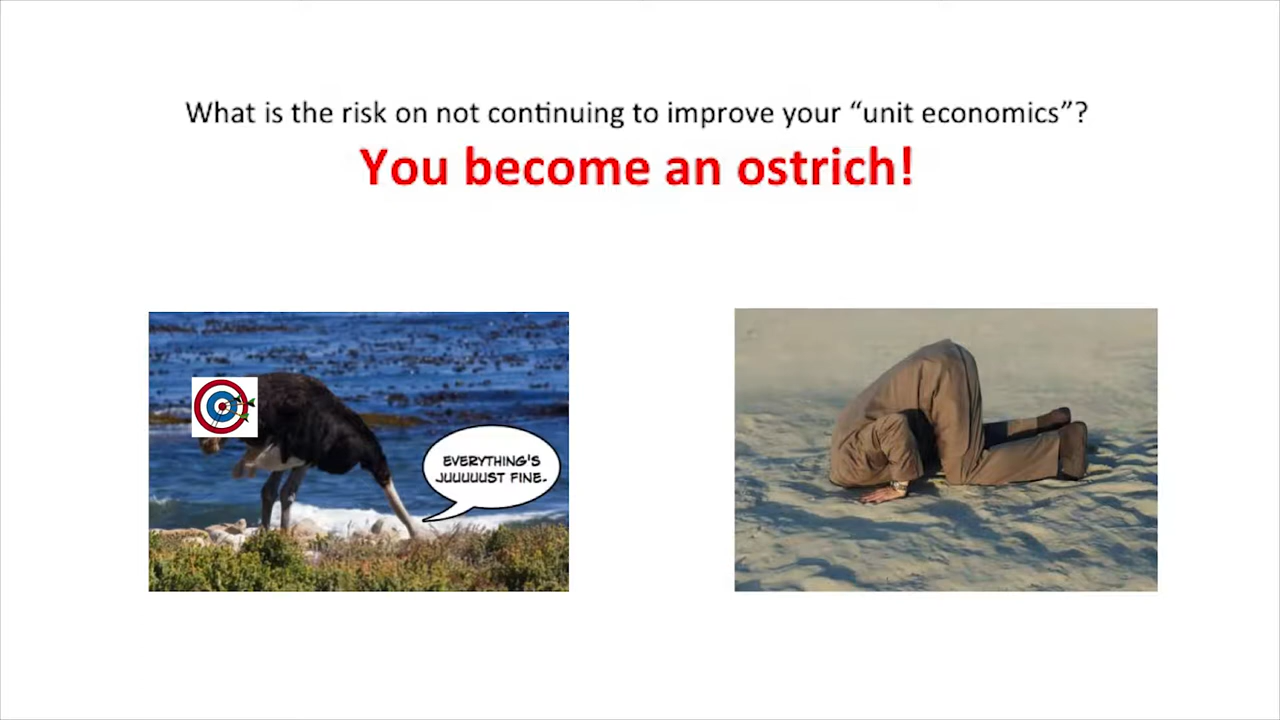 What is the risk on not continuing to improve your “unit economics”?
You become an ostrich!
EVERYTHING'S
JUUUUUST FINE.